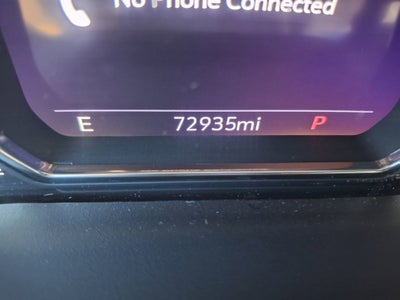 No Phone Connected
E 72935mi P